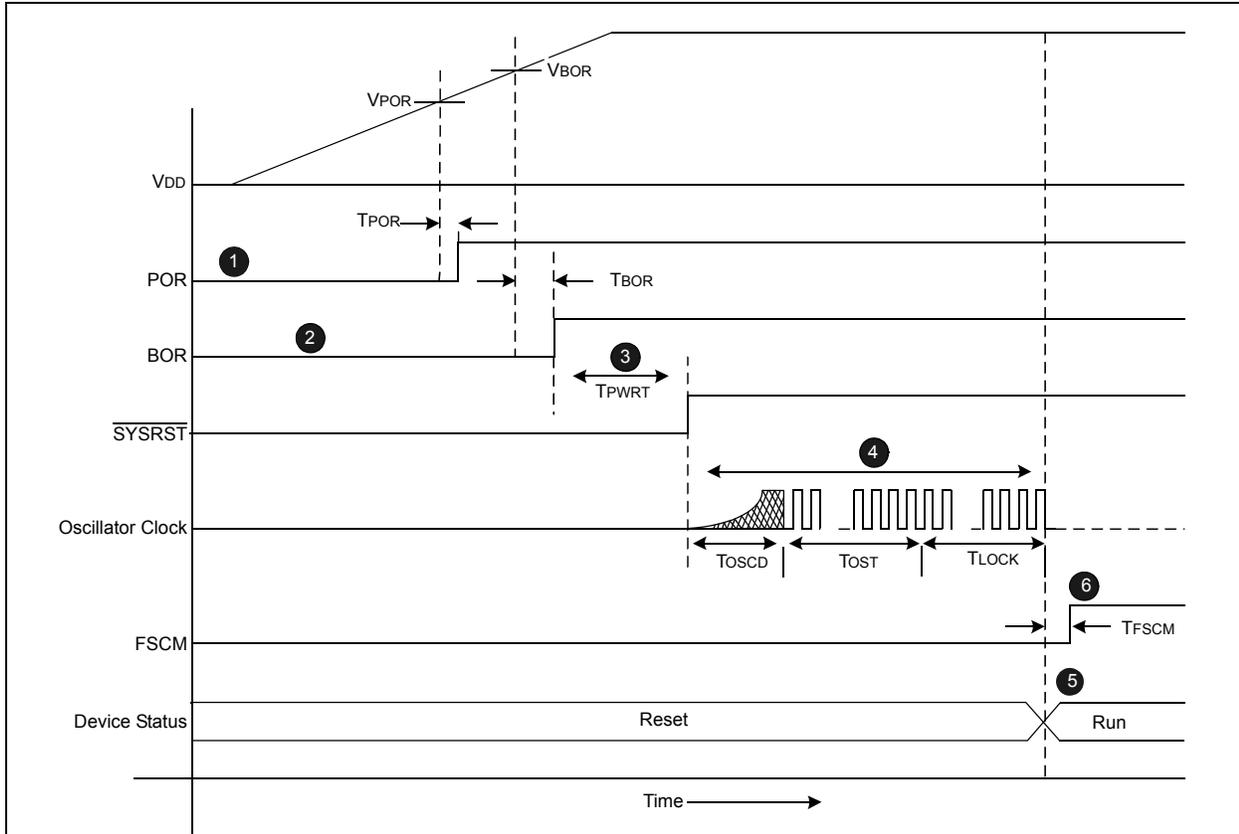 VBOR
VPOR
VDD
TPOR
1
POR
TBOR
2
BOR
3
TPWRT
SYSRST
4
Oscillator Clock
TOSCD
TOST
TLOCK
6
FSCM
TFSCM
5
Device Status
Reset
Run
Time